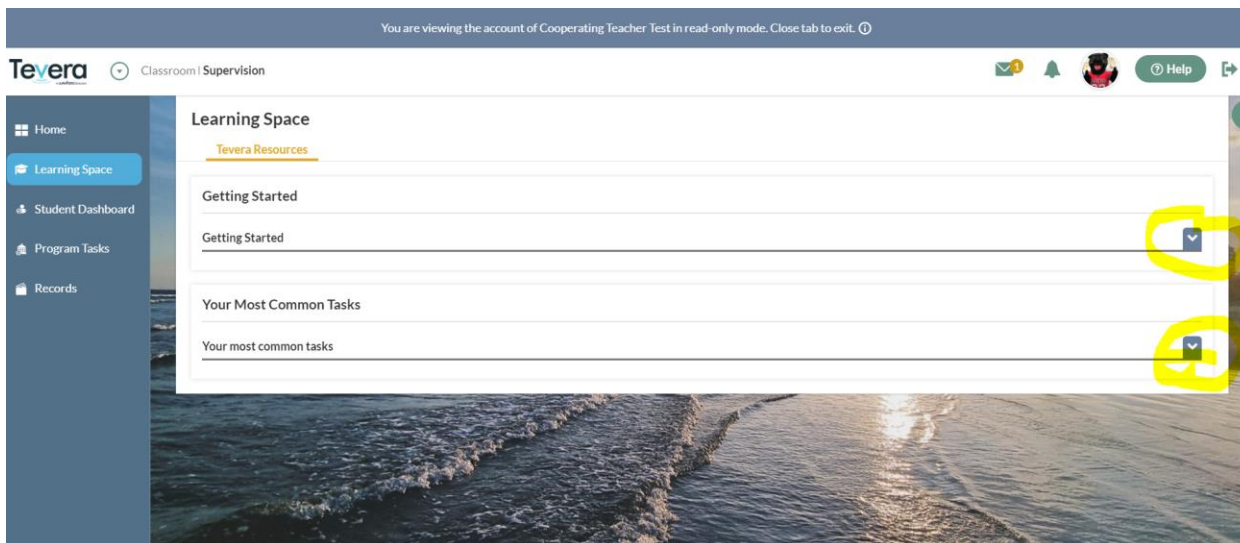 You are viewing the account of Cooperating Teacher Test in read-only mode. Close tab to exit.
Tevera
Classroom | Supervision
1
Help
Home
Learning Space
Student Dashboard
Program Tasks
Records
Learning Space
Tevera Resources
Getting Started
Getting Started
Your Most Common Tasks
Your most common tasks